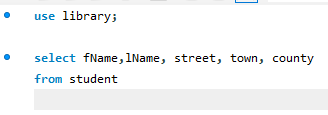 use library;
select fName,lName, street, town, county
from student